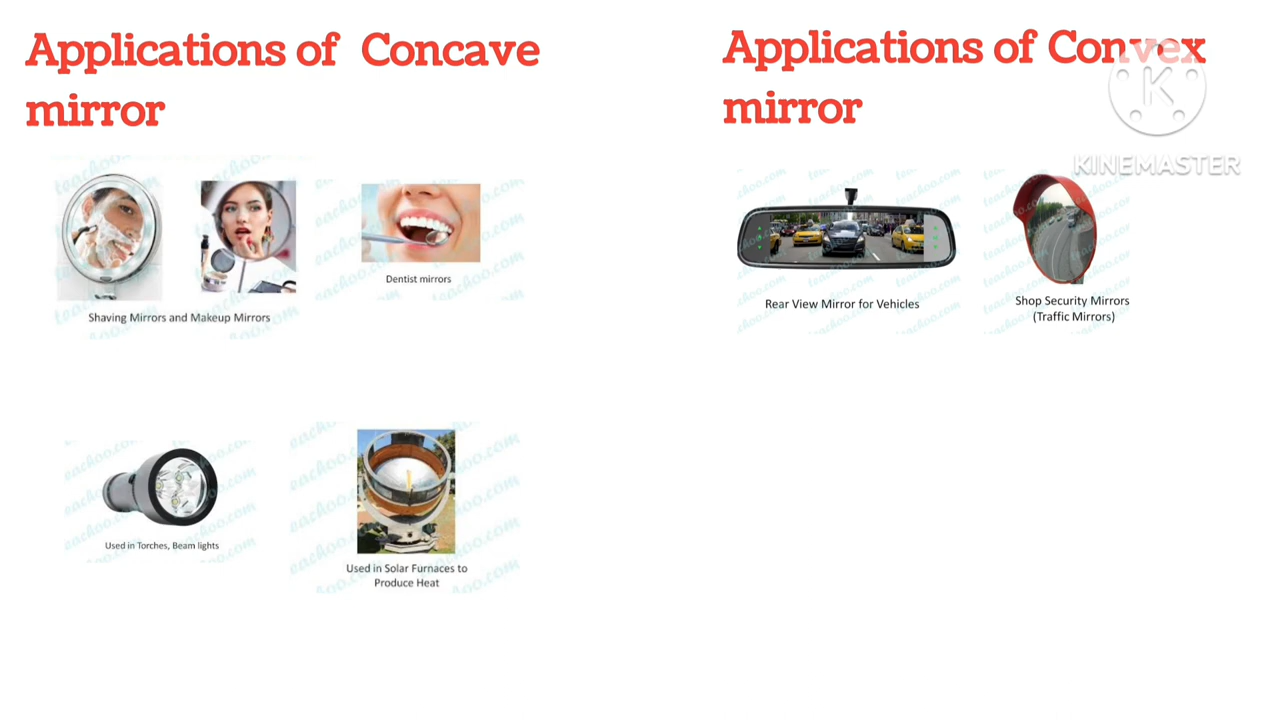 Applications of Concave
mirror
Applications of Convex
mirror
KINEMASTER
Shaving Mirrors and Makeup Mirrors
Dentist mirrors
Rear View Mirror for Vehicles
Shop Security Mirrors
(Traffic Mirrors)
Used in Torches, Beam lights
Used in Solar Furnaces to
Produce Heat
teachoo.com